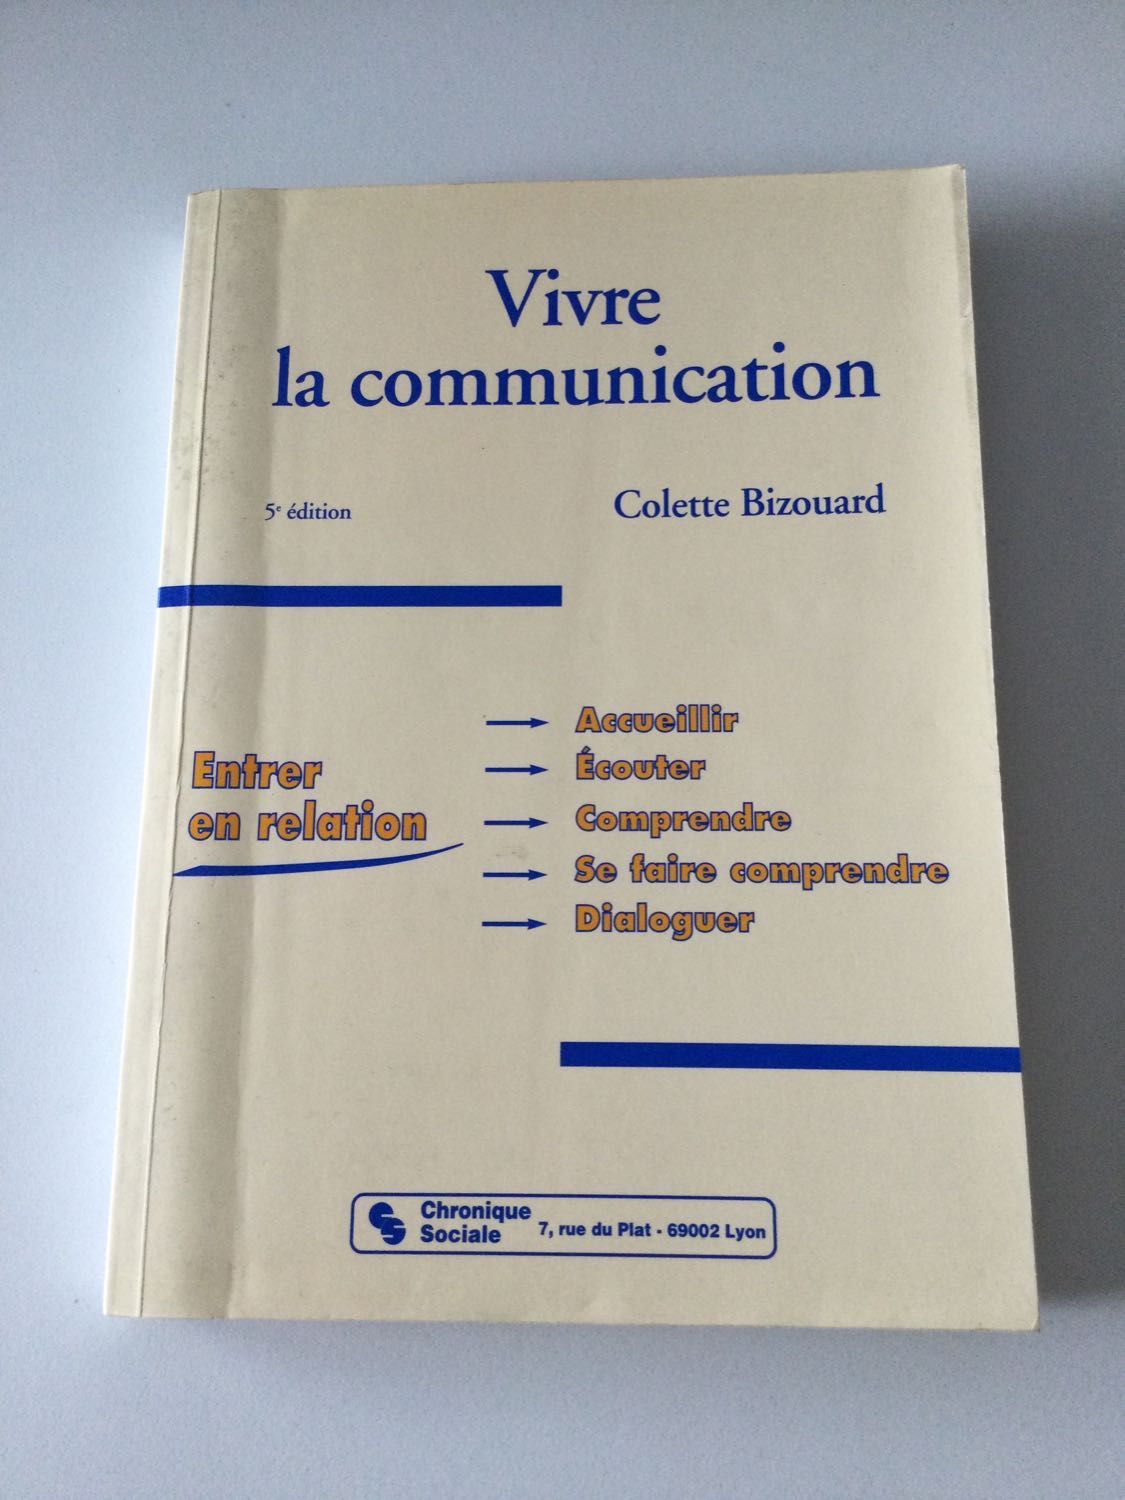 Vivre
la communication
5e édition
Colette Bizouard
Entrer
en relation
Accueillir
Écouter
Comprendre
Se faire comprendre
Dialoguer
Chronique
Sociale
7, rue du Plat - 69002 Lyon